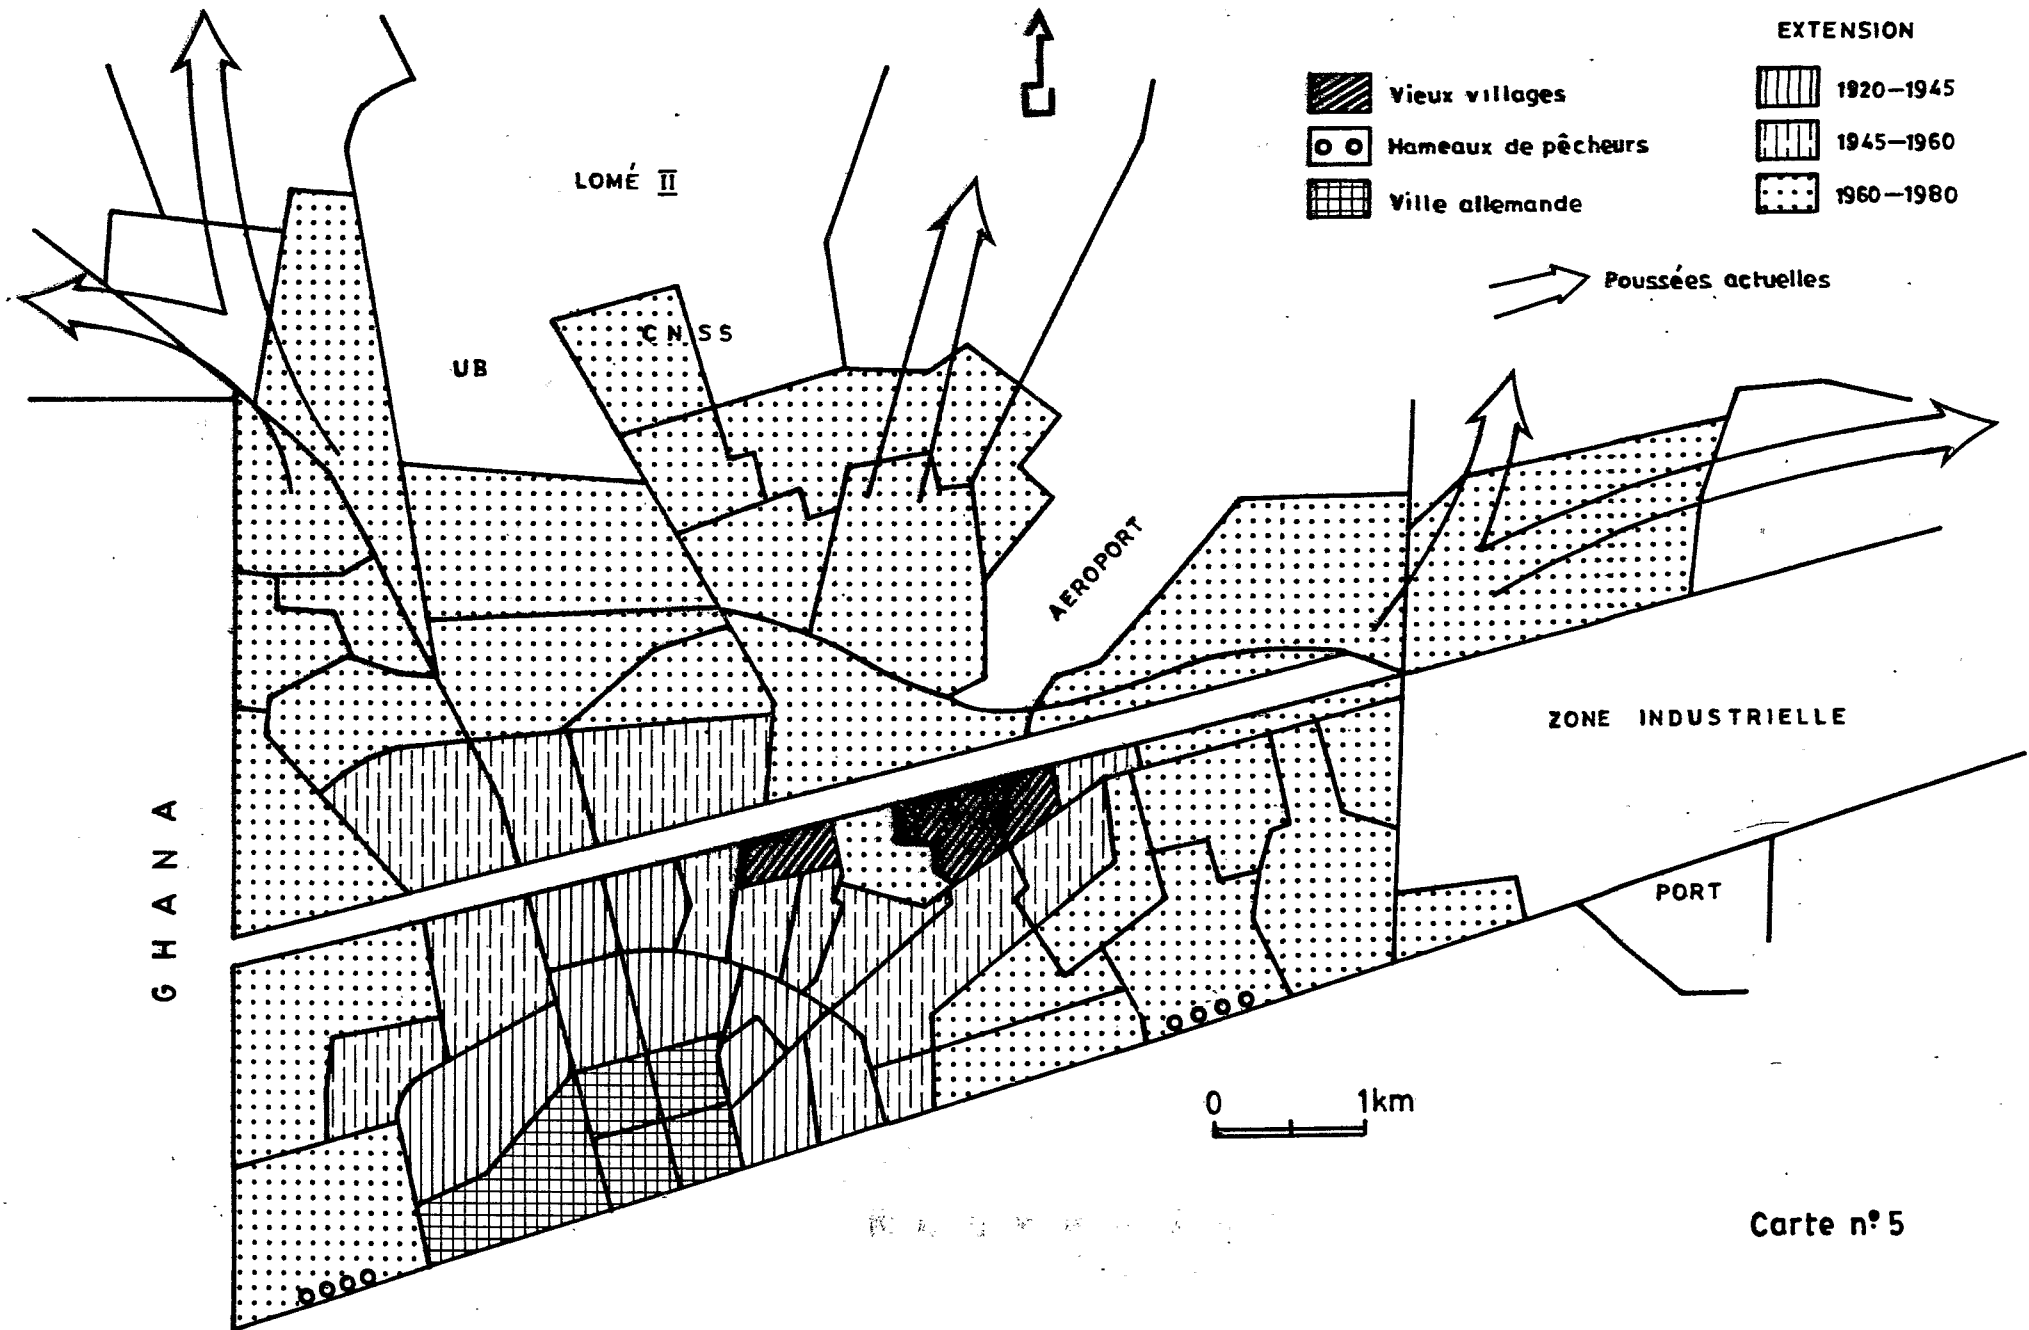 EXTENSION
Vieux villages
Hameaux de pêcheurs
Ville allemande
1920–1945
1945–1960
1960–1980
Poussées actuelles
LOMÉ II
CNSS
UB
AEROPORT
ZONE INDUSTRIELLE
PORT
GHANA
0 1km
Carte nº 5